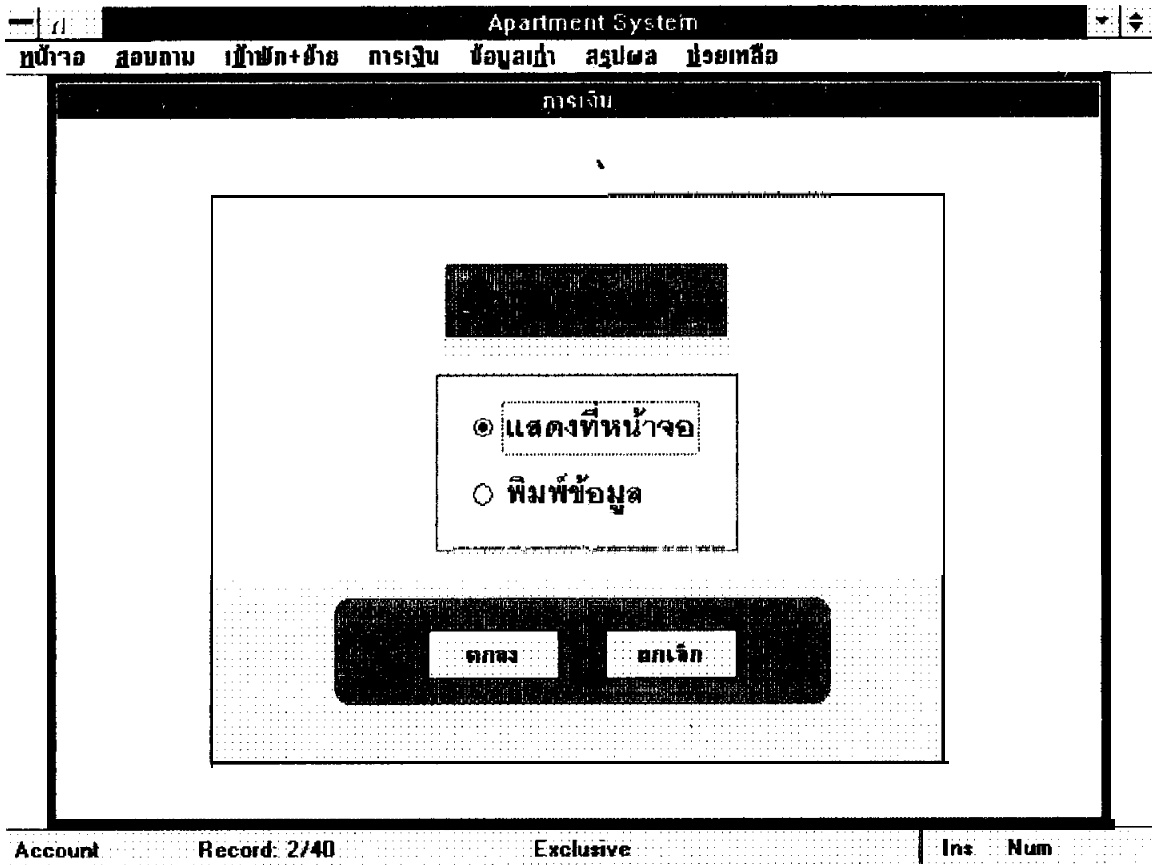 Apartment System
หน้าจอ สอบถาม เข้าพัก+ย้าย การเงิน ข้อมูลเก่า สรุปผล ช่วยเหลือ
การเงิน
แสดงที่หน้าจอ
พิมพ์ข้อมูล
ตกลง ยกเลิก
Account Record: 2/40 Exclusive Ins Num